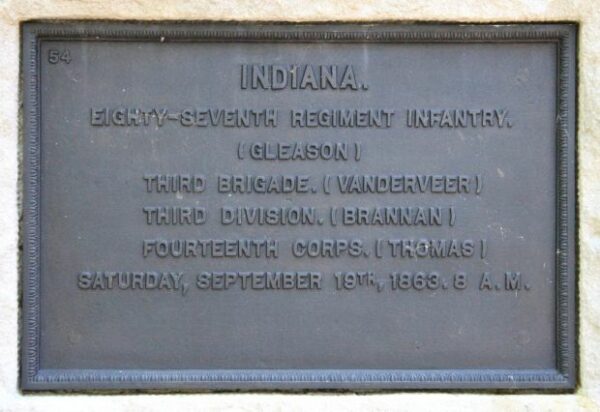 54
INDIANA.
EIGHTY-SEVENTH REGIMENT INFANTRY.
(GLEASON)
THIRD BRIGADE. (VANDERVEER)
THIRD DIVISION. (BRANNAN)
FOURTEENTH CORPS. (THOMAS)
SATURDAY, SEPTEMBER 19TH, 1863. 8 A.M.